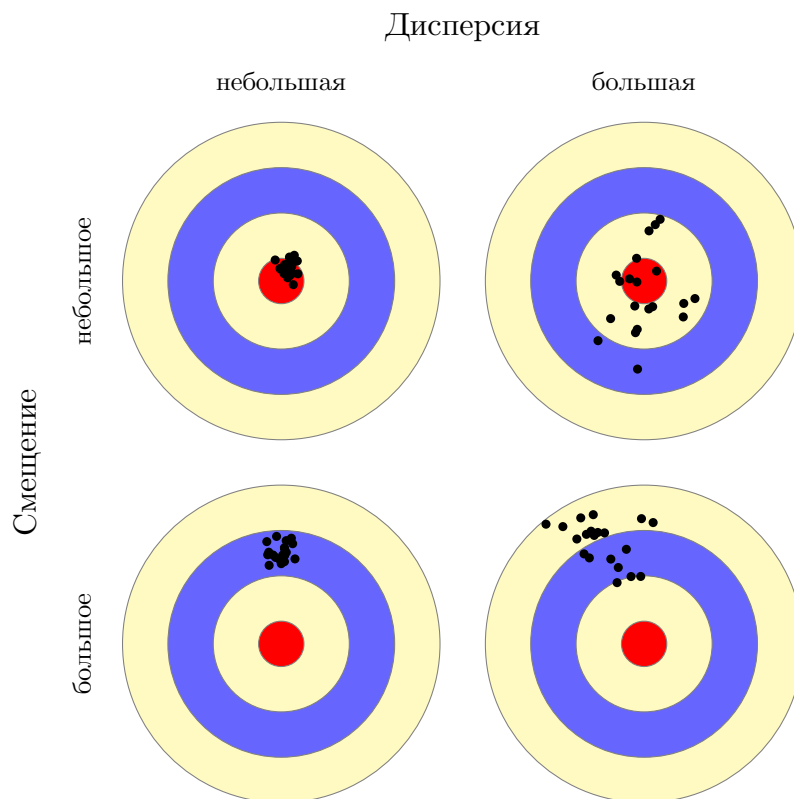 Дисперсия
небольшая
большая
небольшое
Смещение
большое